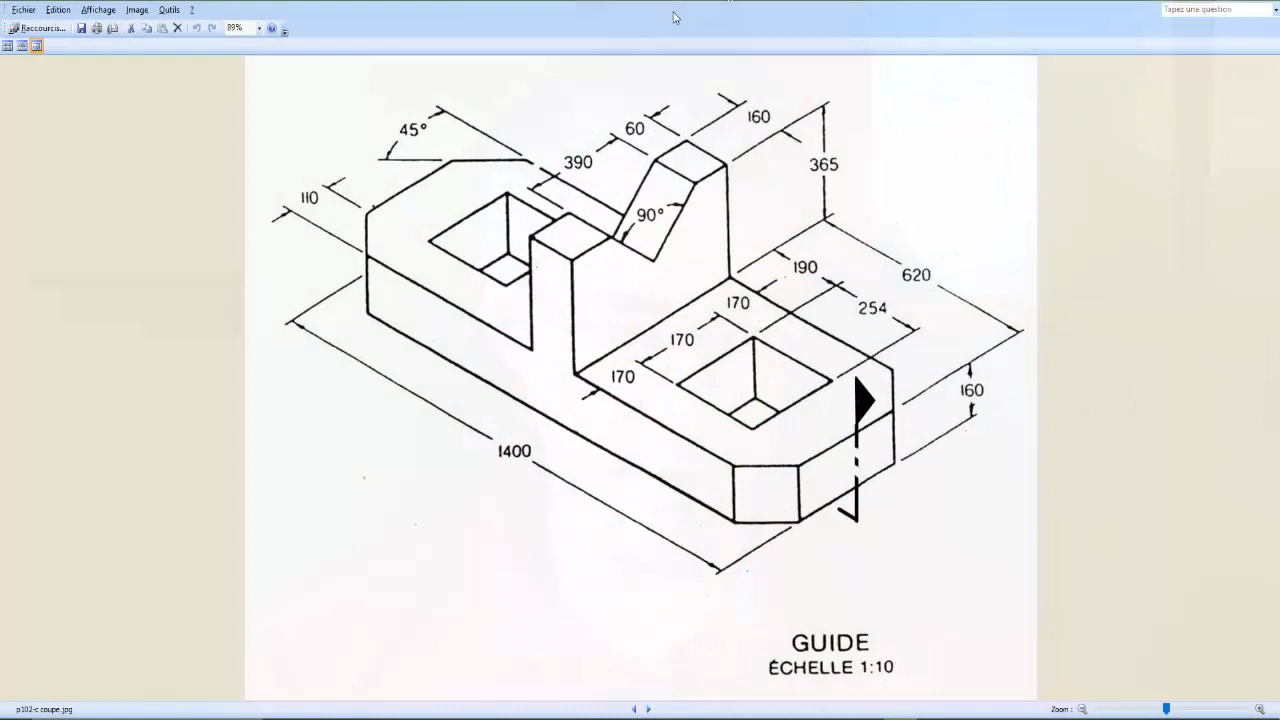 Fichier Edition Affichage Image Outils ?
Tapez une question
Raccourcis... 89%
45°
60
160
390
365
110
90°
190
620
170
254
170
170
160
1400
GUIDE
ÉCHELLE 1:10
p102-c coupe.jpg
Zoom :